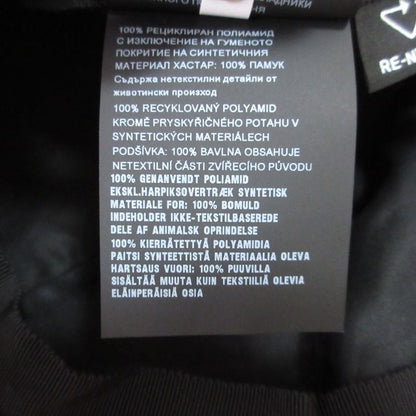 100% РЕЦИКЛИРАН ПОЛИАМИД
С ИЗКЛЮЧЕНИЕ НА ГУМЕНОТО
ПОКРИТИЕ НА СИНТЕТИЧНИЯ
МАТЕРИАЛ ХАСТАР: 100% ПАМУК
Съдържа нетекстилни детайли от
животински произход
100% RECYKLOVANÝ POLYAMID
KROMĚ PRYSKYŘIČNÉHO POTAHU V
SYNTETICKÝCH MATERIÁLECH
PODŠÍVKA: 100% BAVLNA OBSAHUJE
NETEXTILNÍ ČÁSTI ZVÍŘECÍHO PŮVODU
100% GENANVENDT POLIAMID
EKSKL.HARPIKSOVERTRÆK SYNTETISK
MATERIALE FOR: 100% BOMULD
INDEHOLDER IKKE-TEKSTILBASEREDE
DELE AF ANIMALSK OPRINDELSE
100% KIERRÄTETTYÄ POLYAMIDIA
PAITSI SYNTEETTISTÄ MATERIAALIA OLEVA
HARTSAUS VUORI: 100% PUUVILLA
SISÄLTÄÄ MUUTA KUIN TEKSTIILIÄ OLEVIA
ELÄINPERÄISIÄ OSIA
RE-N